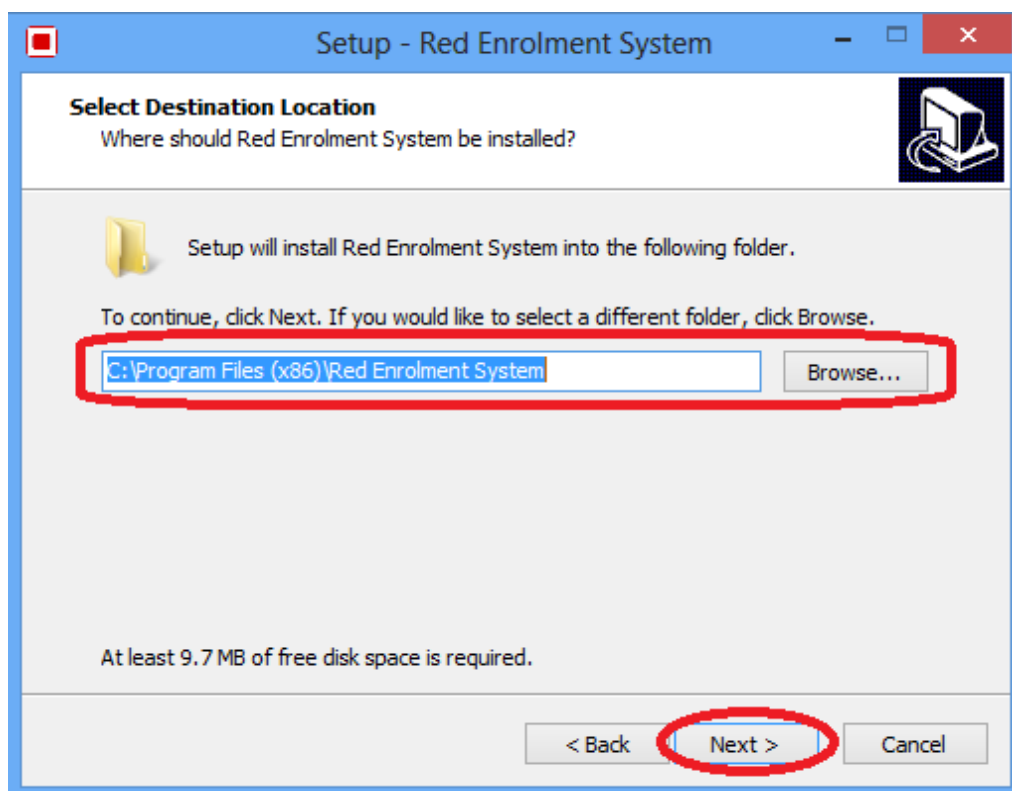 Setup - Red Enrolment System
Select Destination Location
Where should Red Enrolment System be installed?
Setup will install Red Enrolment System into the following folder.
To continue, click Next. If you would like to select a different folder, click Browse.
C:\Program Files (x86)\Red Enrolment System
Browse...
At least 9.7 MB of free disk space is required.
< Back
Next >
Cancel